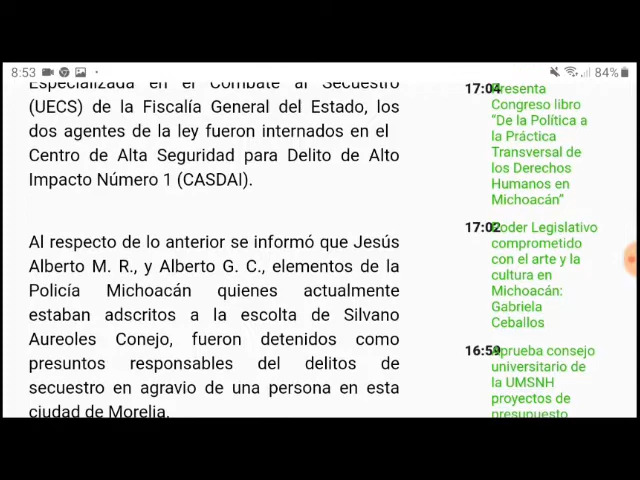 8:53
84%
Especializada en el Combate al Secuestro
(UECS) de la Fiscalía General del Estado, los
dos agentes de la ley fueron internados en el
Centro de Alta Seguridad para Delito de Alto
Impacto Número 1 (CASDAI).
Al respecto de lo anterior se informó que Jesús
Alberto M. R., y Alberto G. C., elementos de la
Policía Michoacán quienes actualmente
estaban adscritos a la escolta de Silvano
Aureoles Conejo, fueron detenidos como
presuntos responsables del delitos de
secuestro en agravio de una persona en esta
ciudad de Morelia.
17:04 Presenta
Congreso libro
“De la Política a
la Práctica
Transversal de
los Derechos
Humanos en
Michoacán”
17:02 Poder Legislativo
comprometido
con el arte y la
cultura en
Michoacán:
Gabriela
Ceballos
16:59 Aprueba consejo
universitario de
la UMSNH
proyectos de
presupuesto